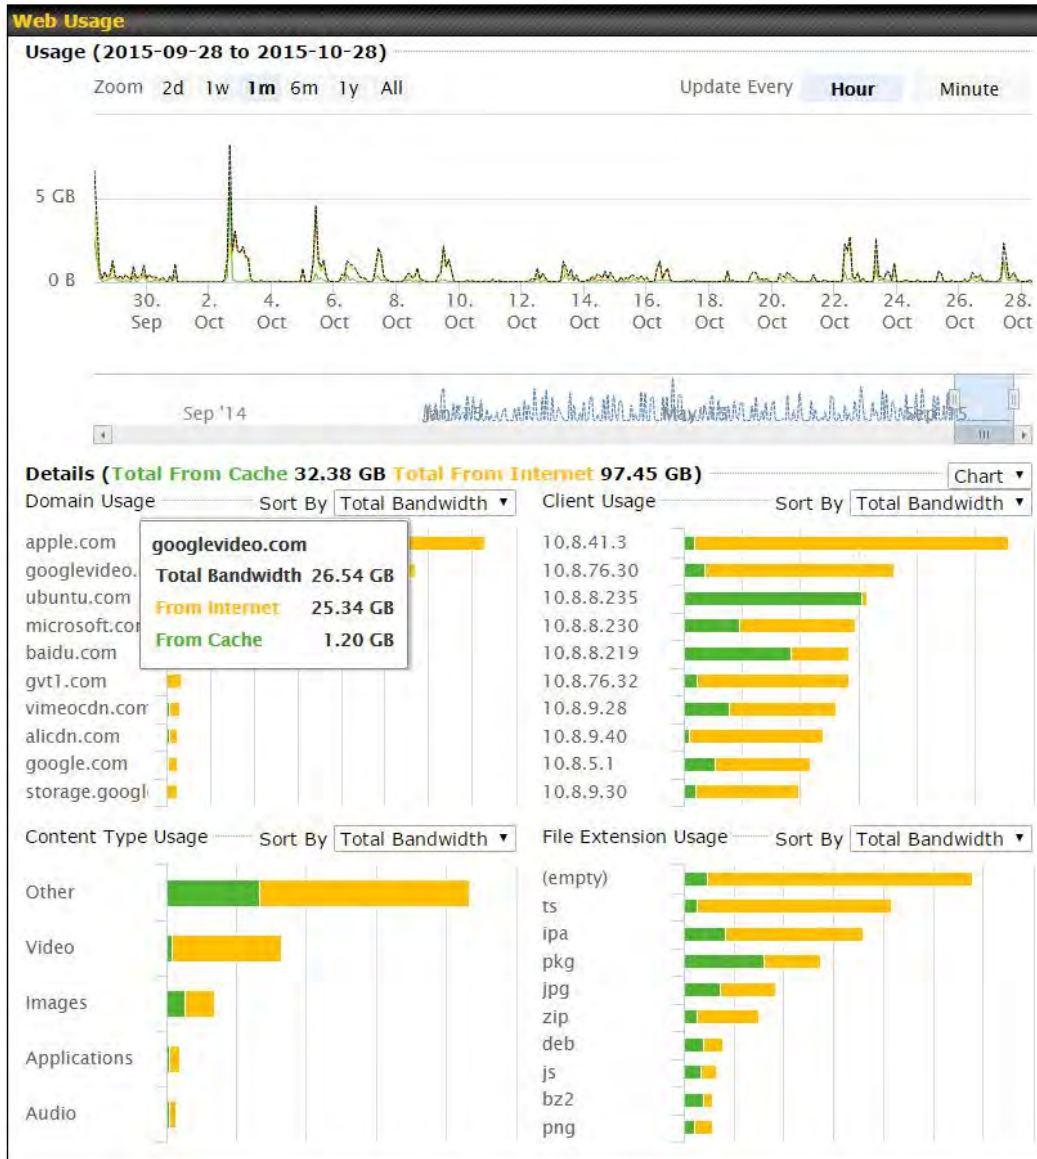 Web Usage
Usage (2015-09-28 to 2015-10-28)
Zoom 2d 1w 1m 6m 1y All Update Every Hour Minute
5 GB
0 B
30. Sep 2. Oct 4. Oct 6. Oct 8. Oct 10. Oct 12. Oct 14. Oct 16. Oct 18. Oct 20. Oct 22. Oct 24. Oct 26. Oct 28. Oct
Sep '14
Details (Total From Cache 32.38 GB Total From Internet 97.45 GB) Chart
Domain Usage Sort By Total Bandwidth
apple.com
googlevideo.
ubuntu.com
microsoft.com
baidu.com
gvt1.com
vimeocdn.com
alicdn.com
google.com
storage.googl
googlevideo.com
Total Bandwidth 26.54 GB
From Internet 25.34 GB
From Cache 1.20 GB
Client Usage Sort By Total Bandwidth
10.8.41.3
10.8.76.30
10.8.8.235
10.8.8.230
10.8.8.219
10.8.76.32
10.8.9.28
10.8.9.40
10.8.5.1
10.8.9.30
Content Type Usage Sort By Total Bandwidth
Other
Video
Images
Applications
Audio
File Extension Usage Sort By Total Bandwidth
(empty)
ts
ipa
pkg
jpg
zip
deb
js
bz2
png